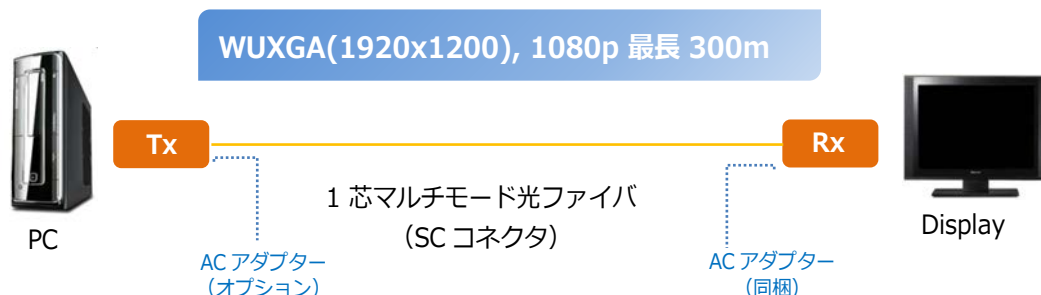 WUXGA(1920x1200), 1080p 最長 300m
Tx
Rx
1 芯マルチモード光ファイバ
(SC コネクタ)
PC
Display
AC アダプター
(オプション)
AC アダプター
(同梱)